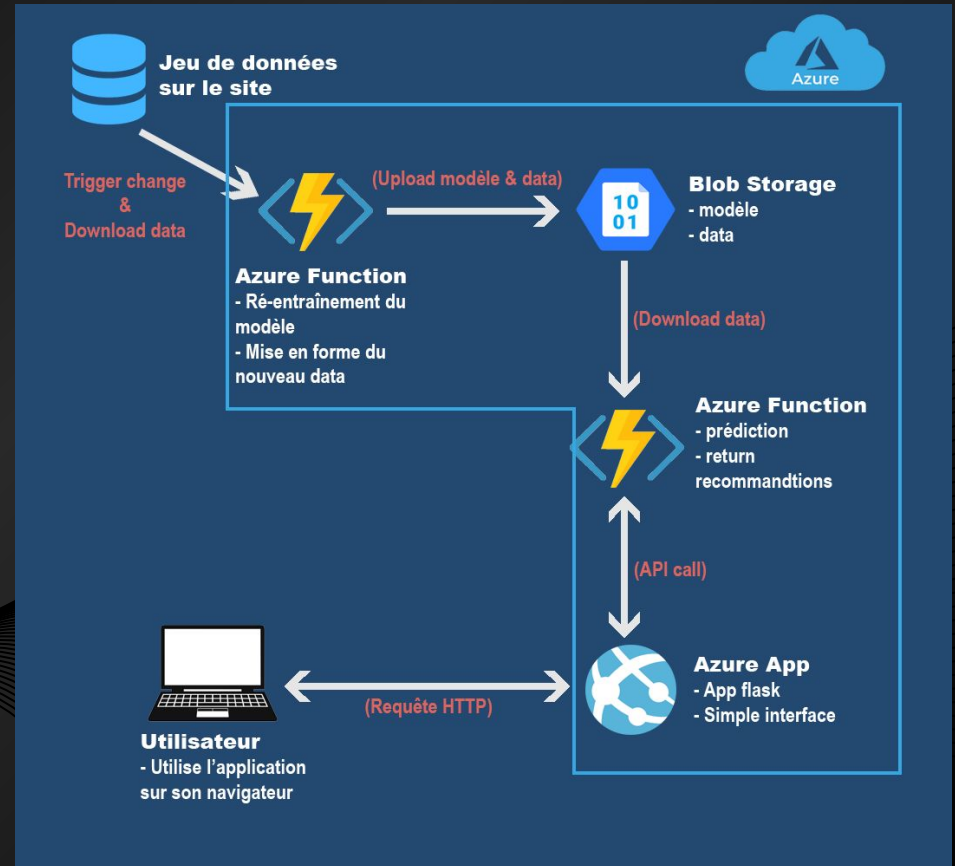 Jeu de données
sur le site
Azure
Trigger change
&
Download data
(Upload modèle & data)
10
01
Blob Storage
- modèle
- data
Azure Function
- Ré-entraînement du
modèle
- Mise en forme du
nouveau data
(Download data)
Azure Function
- prédiction
- return
recommandtions
(API call)
Azure App
- App flask
- Simple interface
(Requête HTTP)
Utilisateur
- Utilise l’application
sur son navigateur